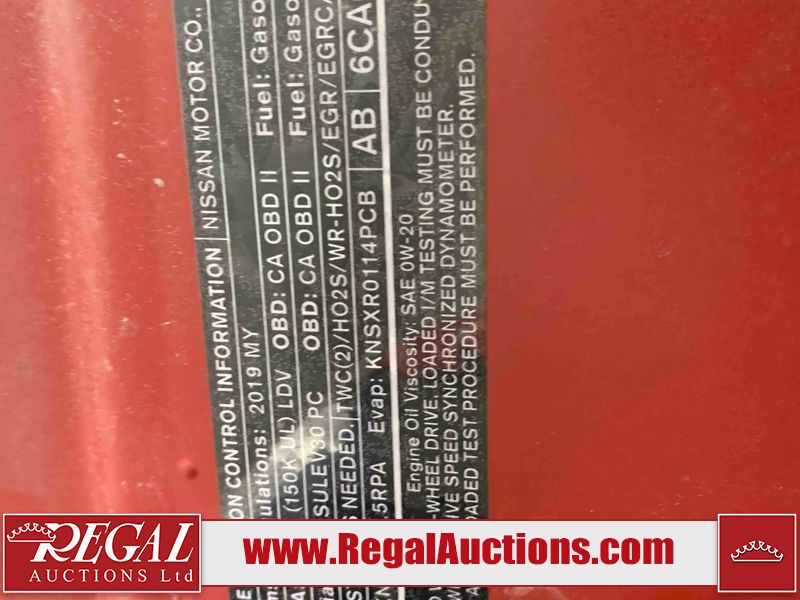 ON CONTROL INFORMATION NISSAN MOTOR CO.,
ulations: 2019 MY
(150K UL) LDV OBD: CA OBD II Fuel: Gaso
SULEV30 PC OBD: CA OBD II Fuel: Gaso
NEEDED. TWC(2)/HO2S/WR-HO2S/EGR/EGRC
5RPA Evap: KNSXR0114PCB AB 6CA
Engine Oil Viscosity: SAE 0W-20
-WHEEL DRIVE, LOADED I/M TESTING MUST BE CONDUC
IVE SPEED SYNCHRONIZED DYNAMOMETER.
OADED TEST PROCEDURE MUST BE PERFORMED.
REGAL
AUCTIONS Ltd
www.RegalAuctions.com